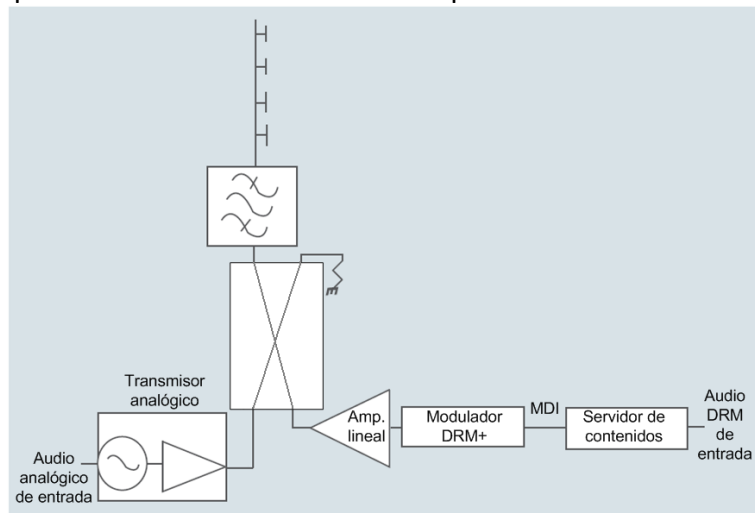 Transmisor
analógico
Audio
analógico
de entrada
Amp.
lineal
Modulador
DRM+
MDI
Servidor de
contenidos
Audio
DRM
de
entrada